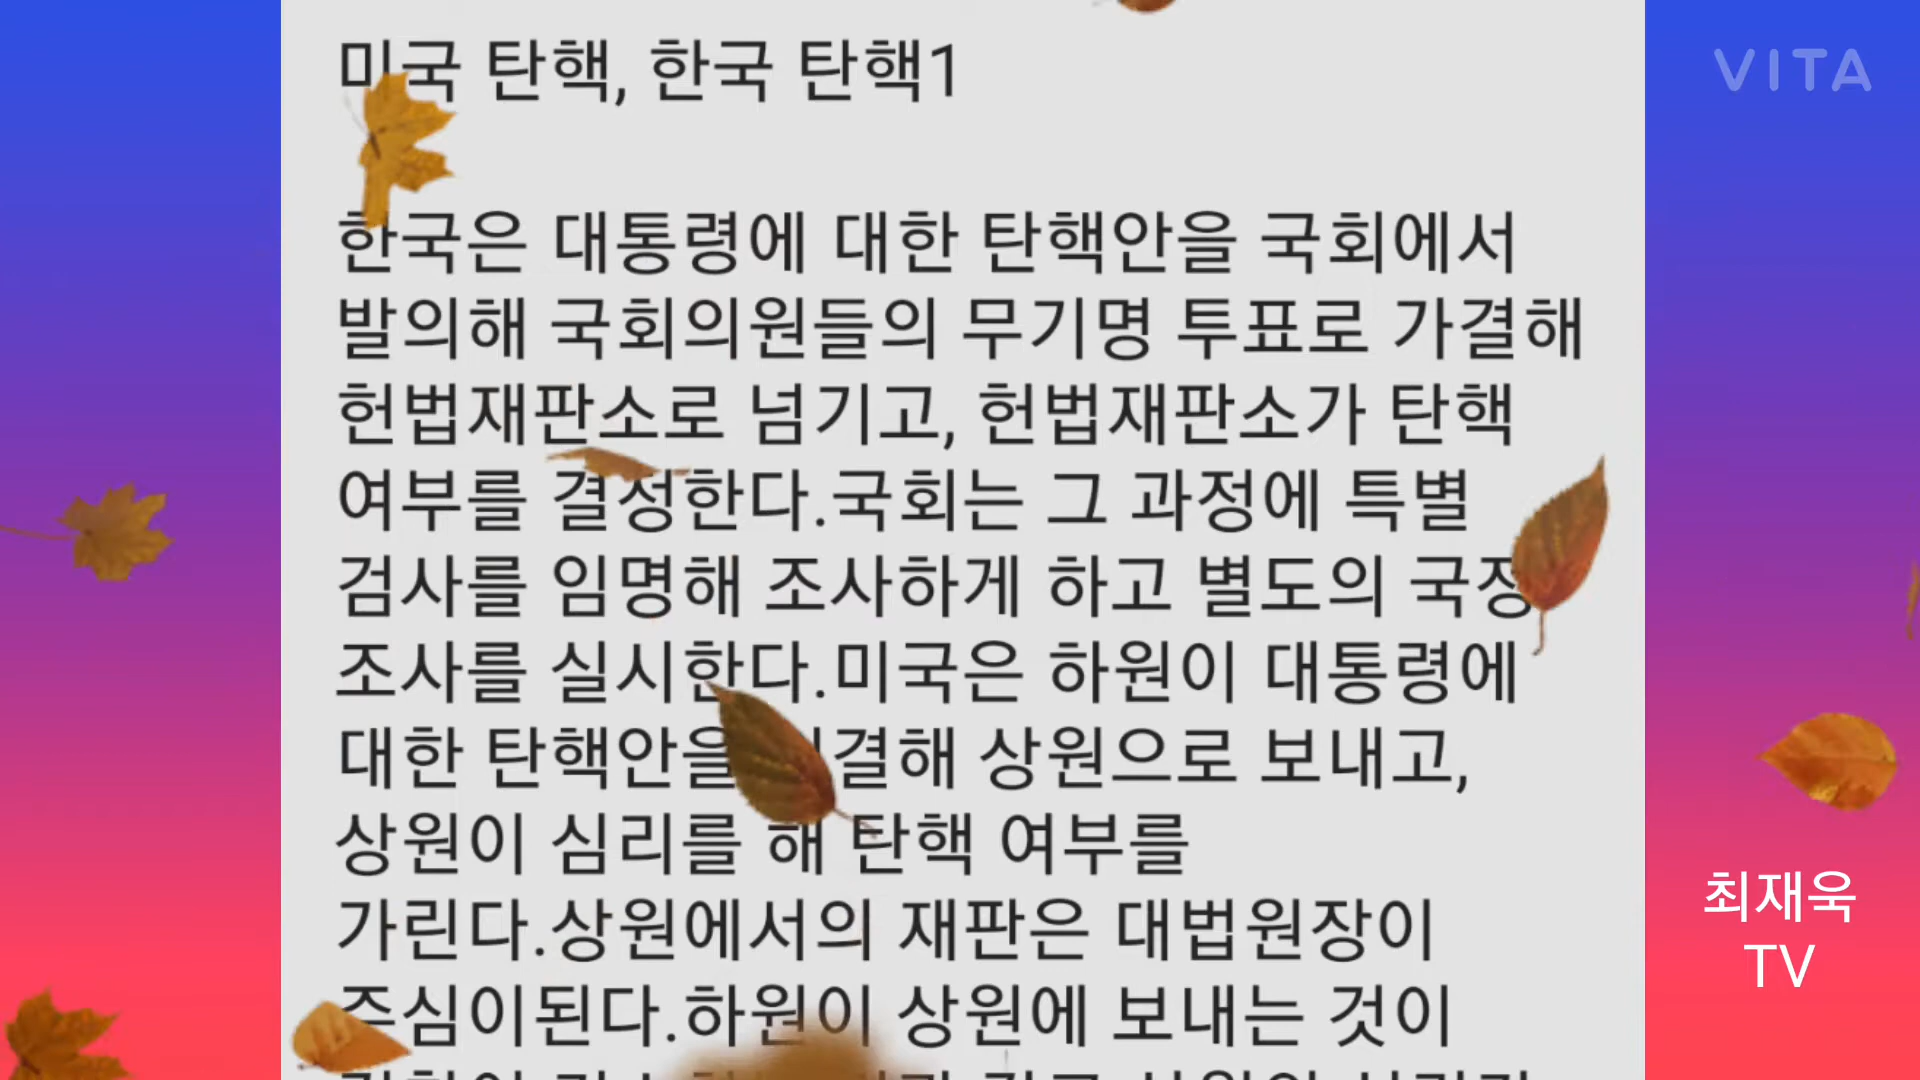 미국 탄핵, 한국 탄핵1
한국은 대통령에 대한 탄핵안을 국회에서
발의해 국회의원들의 무기명 투표로 가결해
헌법재판소로 넘기고, 헌법재판소가 탄핵
여부를 결정한다.국회는 그 과정에 특별
검사를 임명해 조사하게 하고 별도의 국정
조사를 실시한다.미국은 하원이 대통령에
대한 탄핵안을 상원으로 보내고,
상원이 심리를 해 탄핵 여부를
가린다.상원에서의 재판은 대법원장이
주심이된다.하원이 상원에 보내는 것이
VITA
최재욱
TV